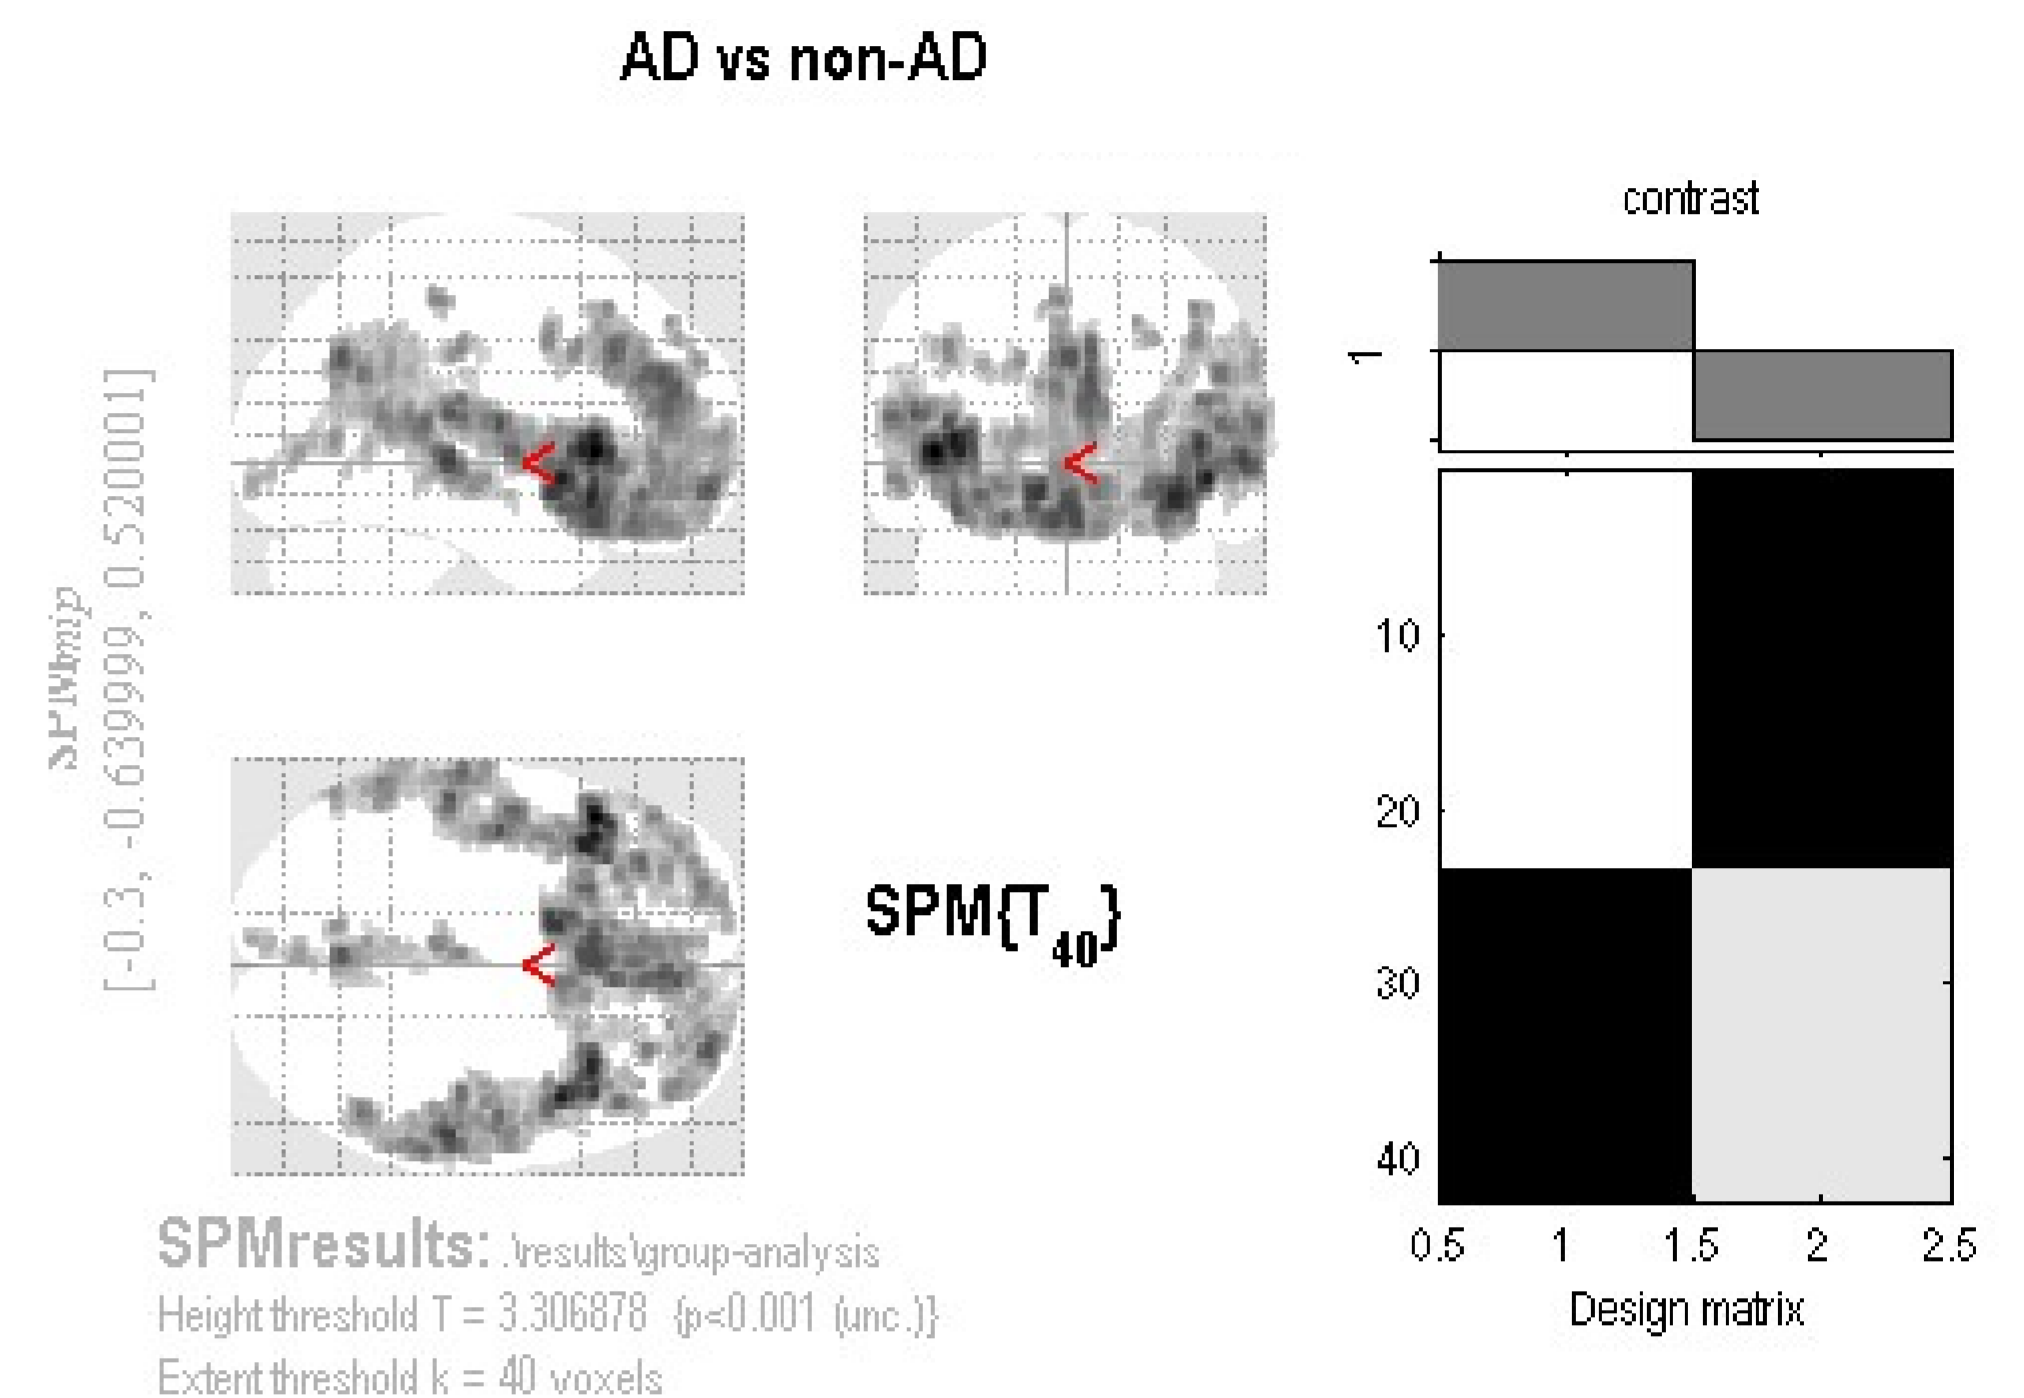 AD vs non-AD
contrast
1
SPMmip
[-0.3, -0.639999, 0.520001]
SPM{T40}
10
20
30
40
0.5 1 1.5 2 2.5
Design matrix
SPMresults: .\results\group-analysis
Height threshold T = 3.306878 {p<0.001 (unc.)}
Extent threshold k = 40 voxels